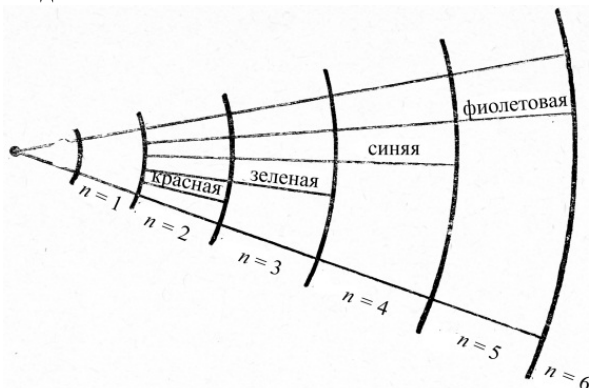 фиолетовая
синяя
зеленая
красная
n = 1
n = 2
n = 3
n = 4
n = 5
n = 6